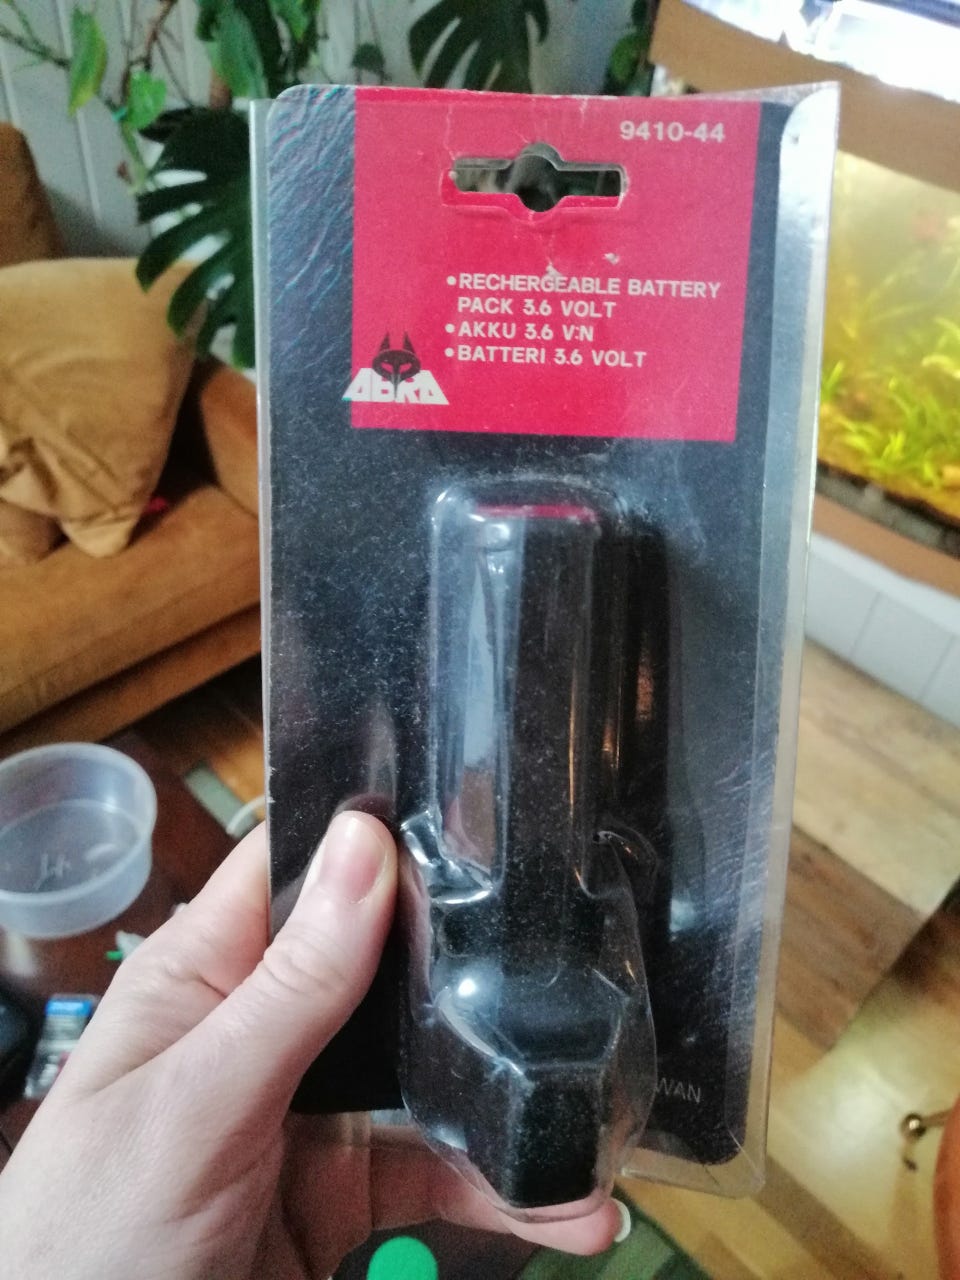 9410-44
•RECHERGEABLE BATTERY
PACK 3.6 VOLT
•AKKU 3.6 V:N
•BATTERI 3.6 VOLT
ABRA